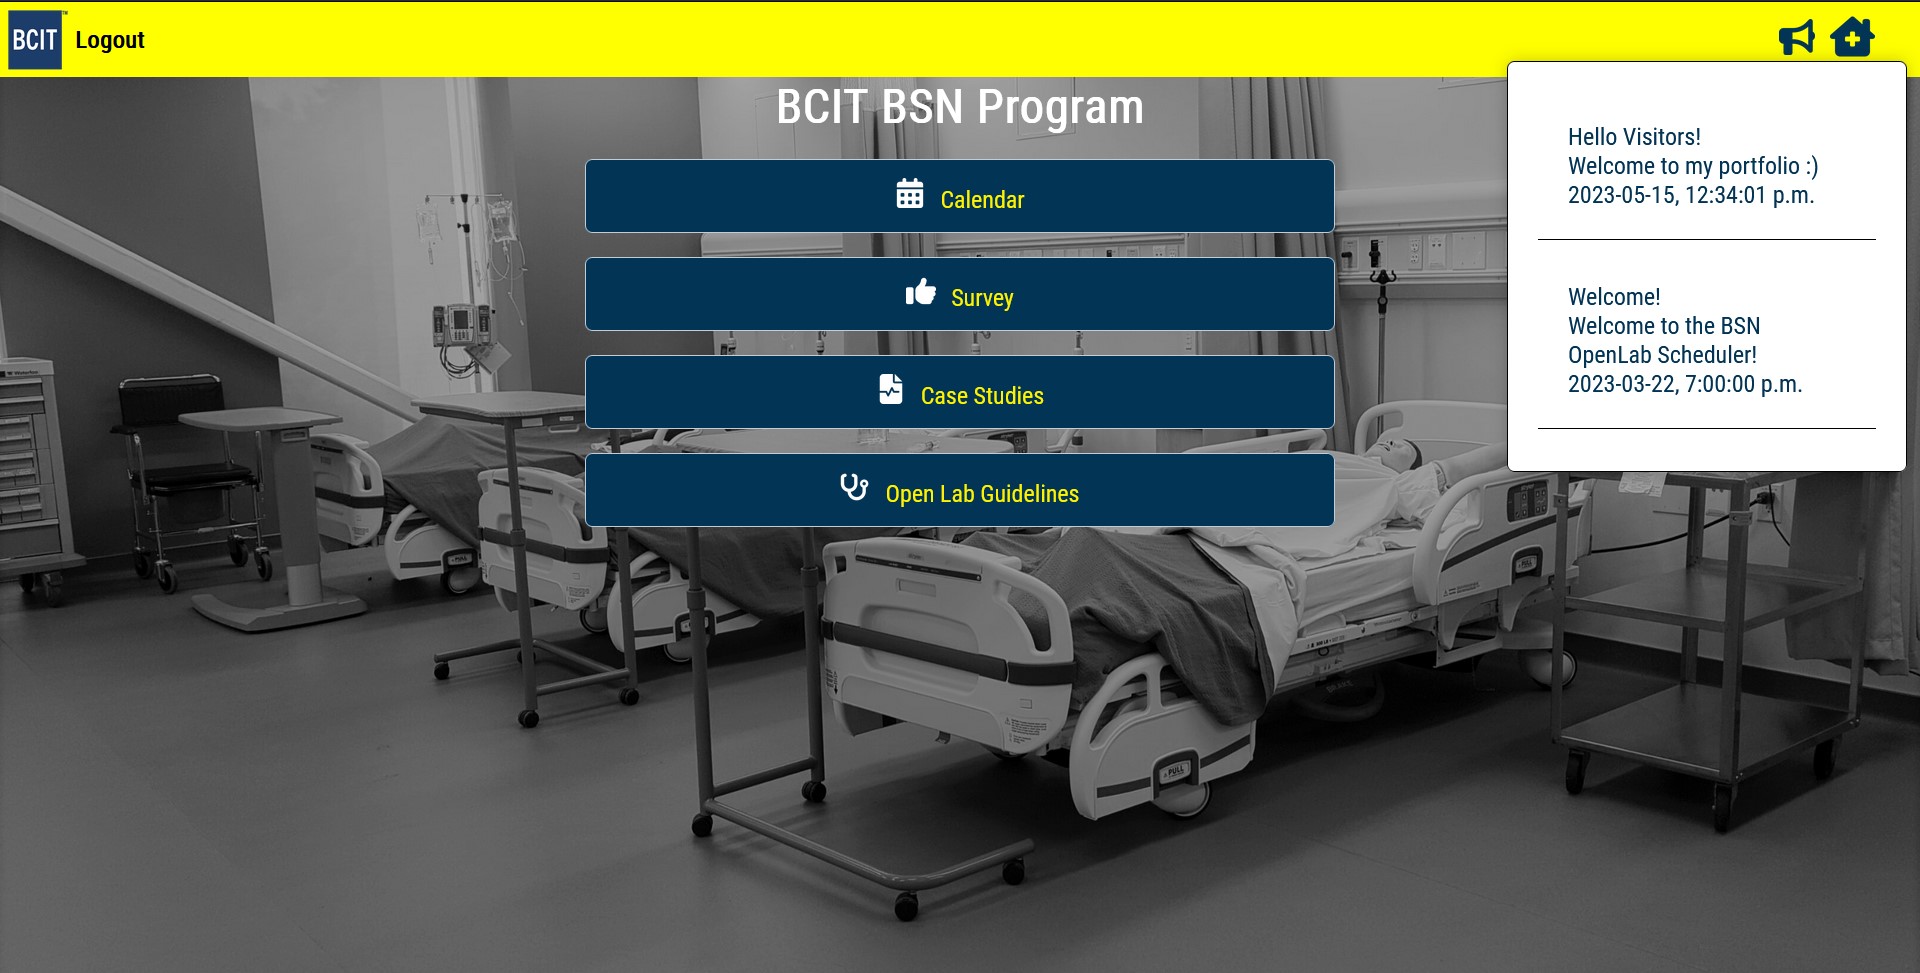 BCIT
Logout
BCIT BSN Program
Calendar
Survey
Case Studies
Open Lab Guidelines
Hello Visitors!
Welcome to my portfolio :)
2023-05-15, 12:34:01 p.m.
Welcome!
Welcome to the BSN
OpenLab Scheduler!
2023-03-22, 7:00:00 p.m.
PULL